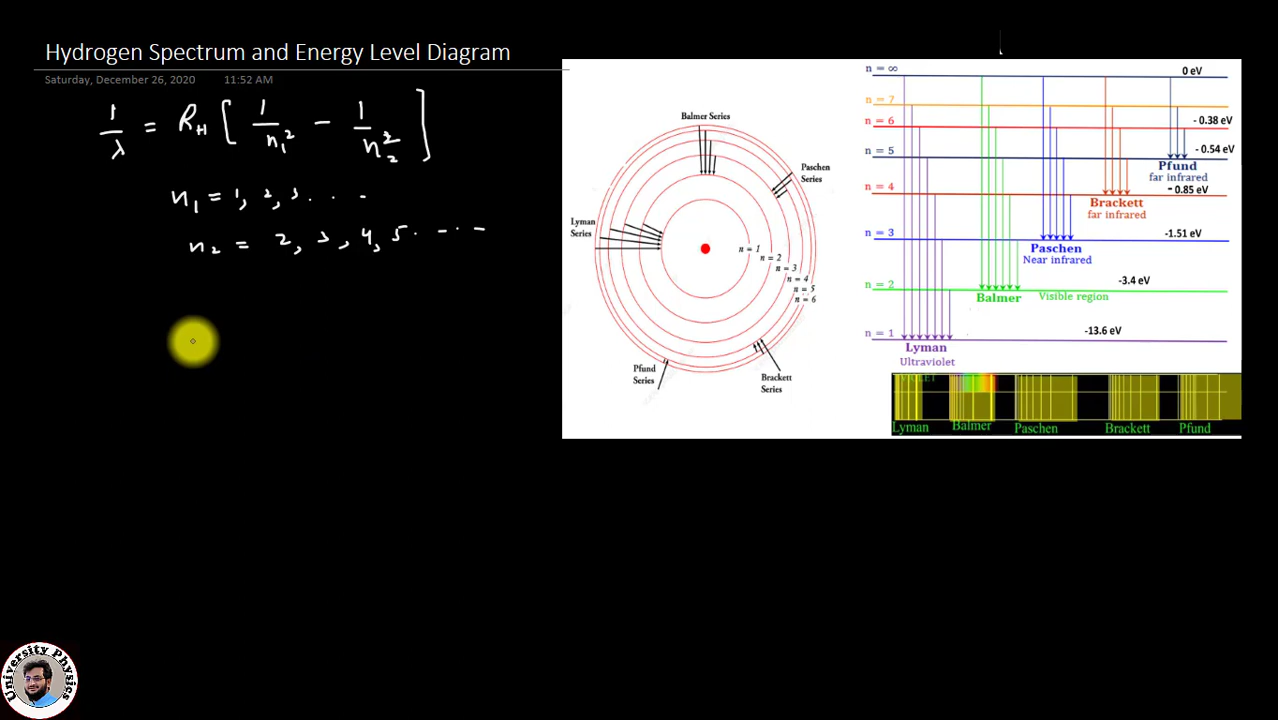 Hydrogen Spectrum and Energy Level Diagram
Saturday, December 26, 2020 11:52 AM
1/λ = R_H [ 1/n₁² − 1/n₂² ]
n₁ = 1, 2, 3 . . . .
n₂ = 2, 3, 4, 5 . - . . -
Balmer Series
Paschen
Series
Lyman
Series
n = 1
n = 2
n = 3
n = 4
n = 5
n = 6
Pfund
Series
Brackett
Series
n = ∞ 0 eV
n = 7
n = 6 - 0.38 eV
n = 5 - 0.54 eV
Pfund
far infrared
n = 4 - 0.85 eV
Brackett
far infrared
n = 3 -1.51 eV
Paschen
Near infrared
n = 2 -3.4 eV
Balmer Visible region
n = 1 -13.6 eV
Lyman
Ultraviolet
Lyman Balmer Paschen Brackett Pfund
University Physics